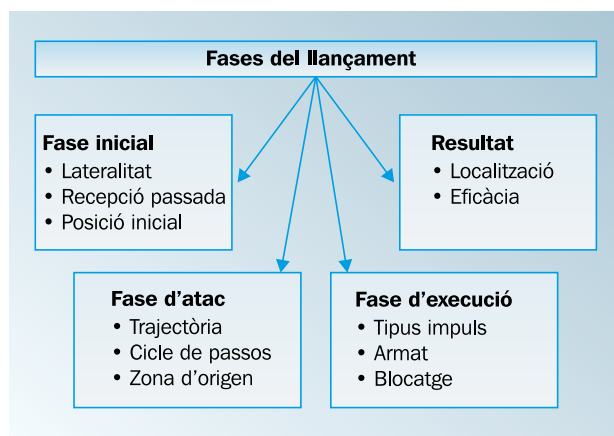 Fases del llançament
Fase inicial
• Lateralitat
• Recepció passada
• Posició inicial
Resultat
• Localització
• Eficàcia
Fase d'atac
• Trajectòria
• Cicle de passos
• Zona d'origen
Fase d'execució
• Tipus impuls
• Armat
• Blocatge